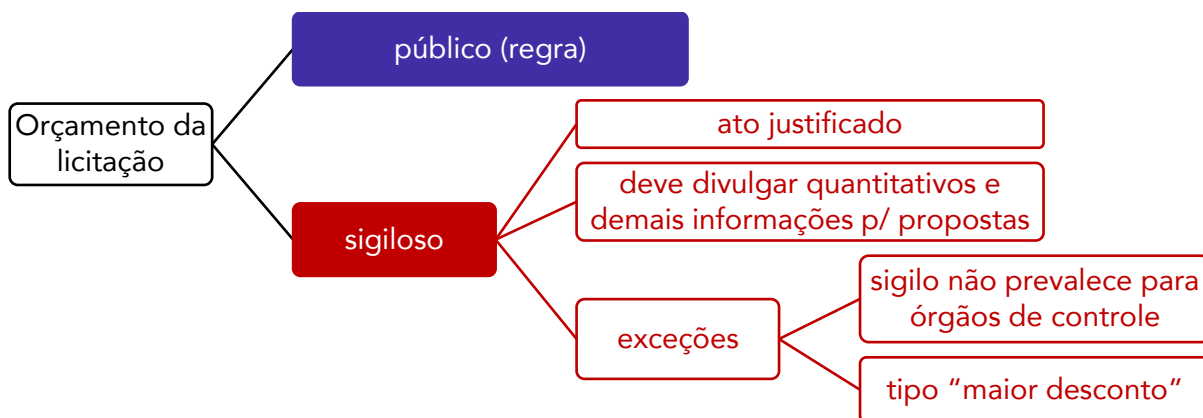 público (regra)
Orçamento da
licitação
sigiloso
ato justificado
deve divulgar quantitativos e
demais informações p/ propostas
exceções
sigilo não prevalece para
órgãos de controle
tipo “maior desconto”